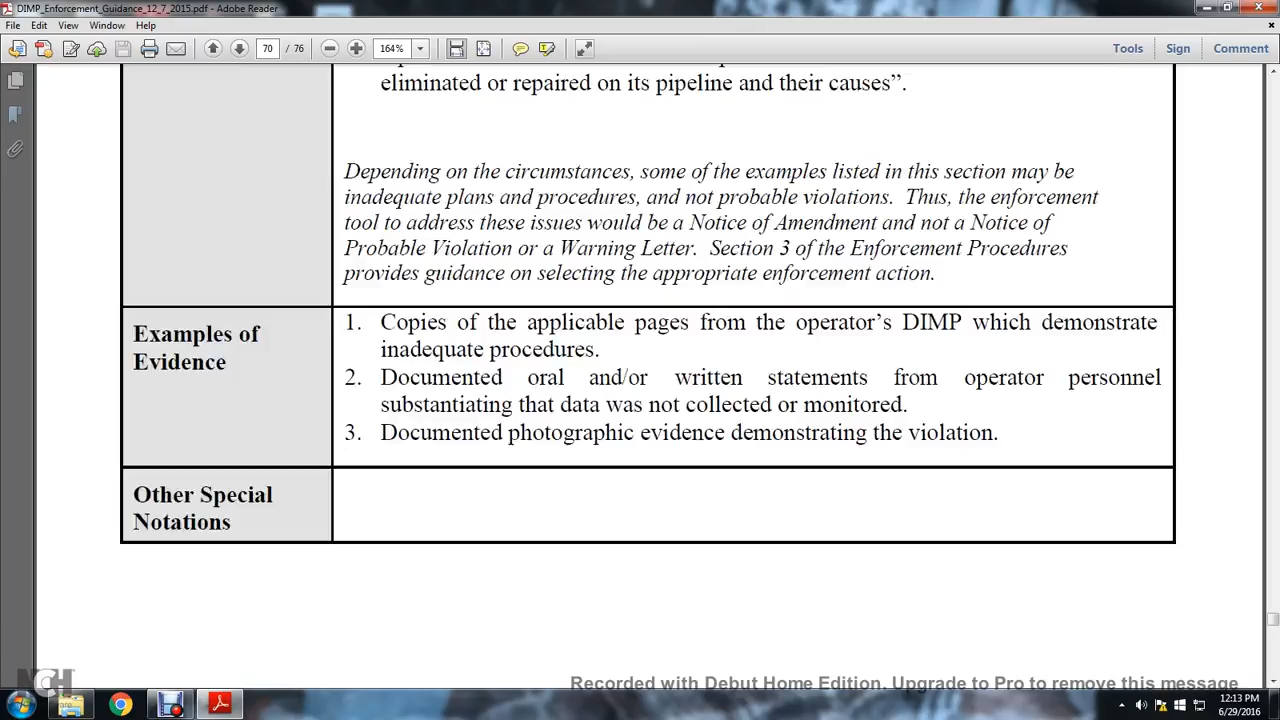 DIMP_Enforcement_Guidance_12_7_2015.pdf - Adobe Reader
File Edit View Window Help
70 / 76 164% Tools Sign Comment
eliminated or repaired on its pipeline and their causes”.
Depending on the circumstances, some of the examples listed in this section may be
inadequate plans and procedures, and not probable violations. Thus, the enforcement
tool to address these issues would be a Notice of Amendment and not a Notice of
Probable Violation or a Warning Letter. Section 3 of the Enforcement Procedures
provides guidance on selecting the appropriate enforcement action.
Examples of
Evidence
1. Copies of the applicable pages from the operator’s DIMP which demonstrate
inadequate procedures.
2. Documented oral and/or written statements from operator personnel
substantiating that data was not collected or monitored.
3. Documented photographic evidence demonstrating the violation.
Other Special
Notations
NCH
Recorded with Debut Home Edition. Upgrade to Pro to remove this message
12:13 PM
6/29/2016